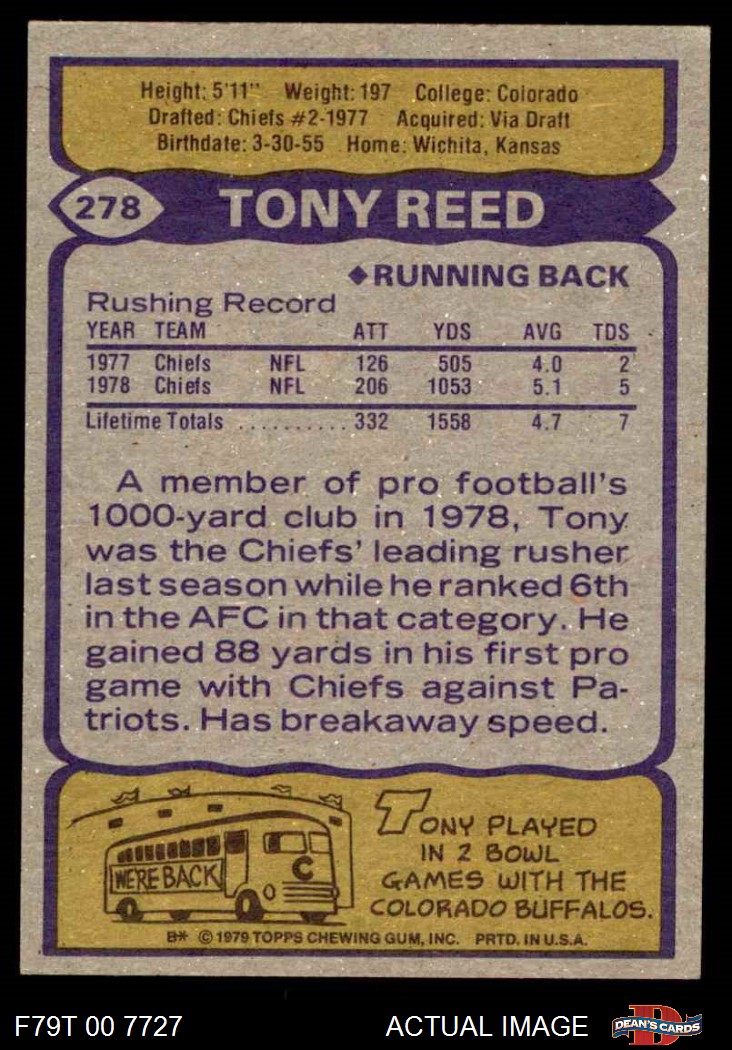 Height: 5'11" Weight: 197 College: Colorado
Drafted: Chiefs #2-1977 Acquired: Via Draft
Birthdate: 3-30-55 Home: Wichita, Kansas
278 TONY REED
◆RUNNING BACK
Rushing Record
YEAR TEAM ATT YDS AVG TDS
1977 Chiefs NFL 126 505 4.0 2
1978 Chiefs NFL 206 1053 5.1 5
Lifetime Totals .......... 332 1558 4.7 7
A member of pro football's
1000-yard club in 1978, Tony
was the Chiefs' leading rusher
last season while he ranked 6th
in the AFC in that category. He
gained 88 yards in his first pro
game with Chiefs against Pa-
triots. Has breakaway speed.
WE'RE BACK
C
TONY PLAYED
IN 2 BOWL
GAMES WITH THE
COLORADO BUFFALOS.
B* © 1979 TOPPS CHEWING GUM, INC. PRTD. IN U.S.A.
F79T 00 7727 ACTUAL IMAGE
D
DEAN'S CARDS